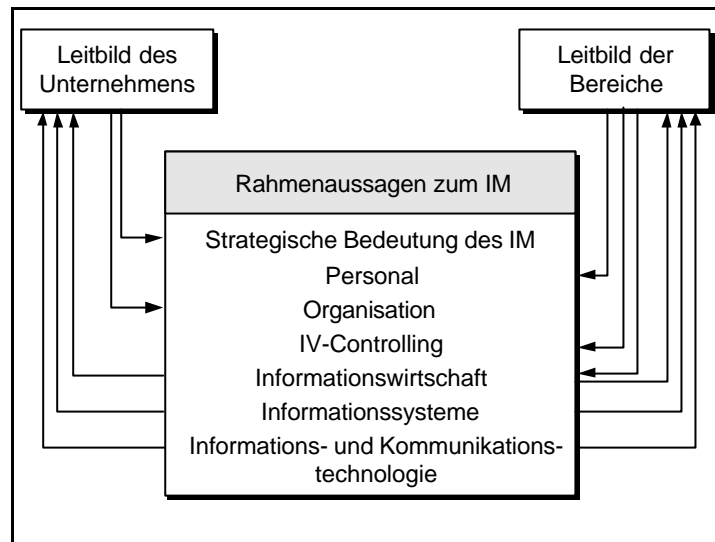 Leitbild des
Unternehmens
Leitbild der
Bereiche
Rahmenaussagen zum IM
Strategische Bedeutung des IM
Personal
Organisation
IV-Controlling
Informationswirtschaft
Informationssysteme
Informations- und Kommunikations-
technologie